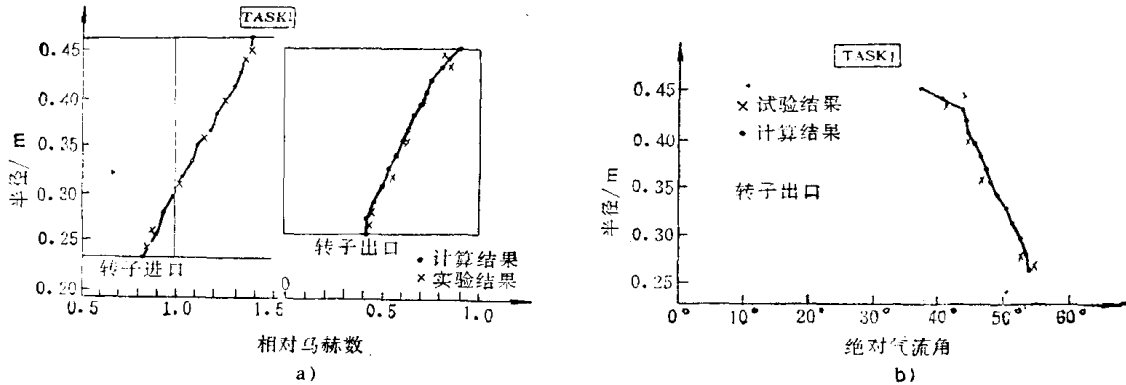 TASK1
0.45
0.40
0.35
0.30
0.25
0.20
半径/m
转子进口
0.5
1.0
1.5
转子出口
• 计算结果
× 实验结果
0
0.5
1.0
相对马赫数
a)
TASK1
0.45
0.40
0.35
0.30
0.25
半径/m
× 试验结果
• 计算结果
转子出口
0°
10°
20°
30°
40°
50°
60°
绝对气流角
b)